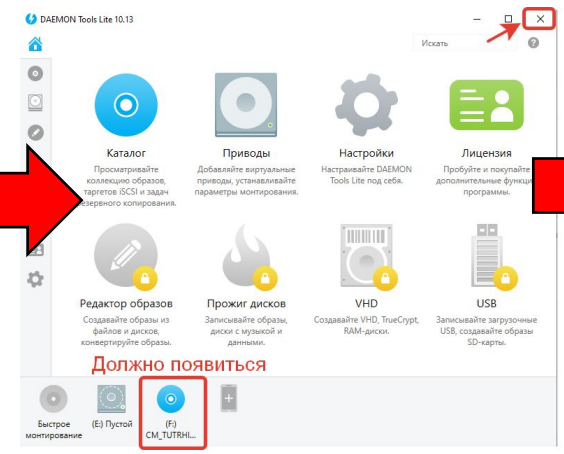 DAEMON Tools Lite 10.13
Искать
Каталог
Просматривайте
коллекцию образов,
таргетов iSCSI и задач
резервного копирования.
Приводы
Добавляйте виртуальные
приводы, устанавливайте
параметры монтирования.
Настройки
Настраивайте DAEMON
Tools Lite под себя.
Лицензия
Пробуйте и покупайте
дополнительные функции
программы.
Редактор образов
Создавайте образы из
файлов и дисков,
конвертируйте образы.
Прожиг дисков
Записывайте образы,
диски с музыкой и
данными.
VHD
Создавайте VHD, TrueCrypt,
RAM-диски.
USB
Записывайте загрузочные
USB, создавайте образы
SD-карты.
Должно появиться
Быстрое
монтирование
(E:) Пустой
(F:)
CM_TUTRHI...